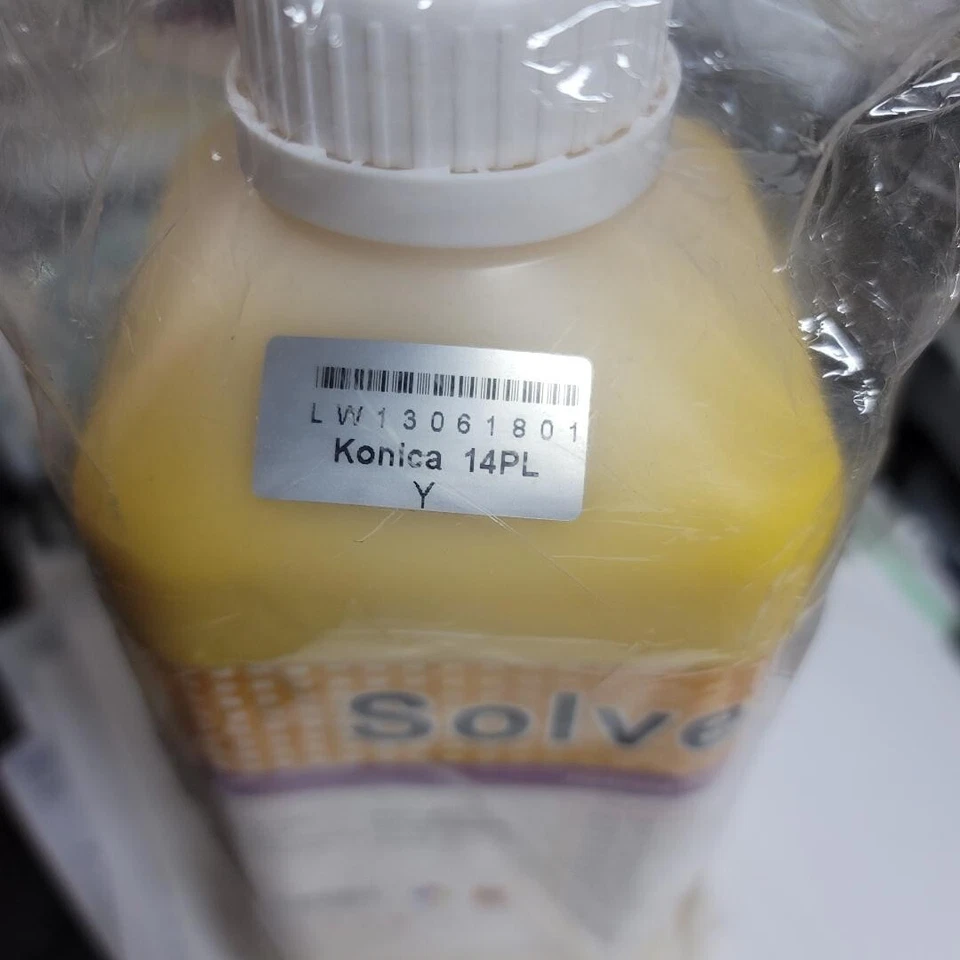 LW13061801
Konica 14PL
Y
Solve